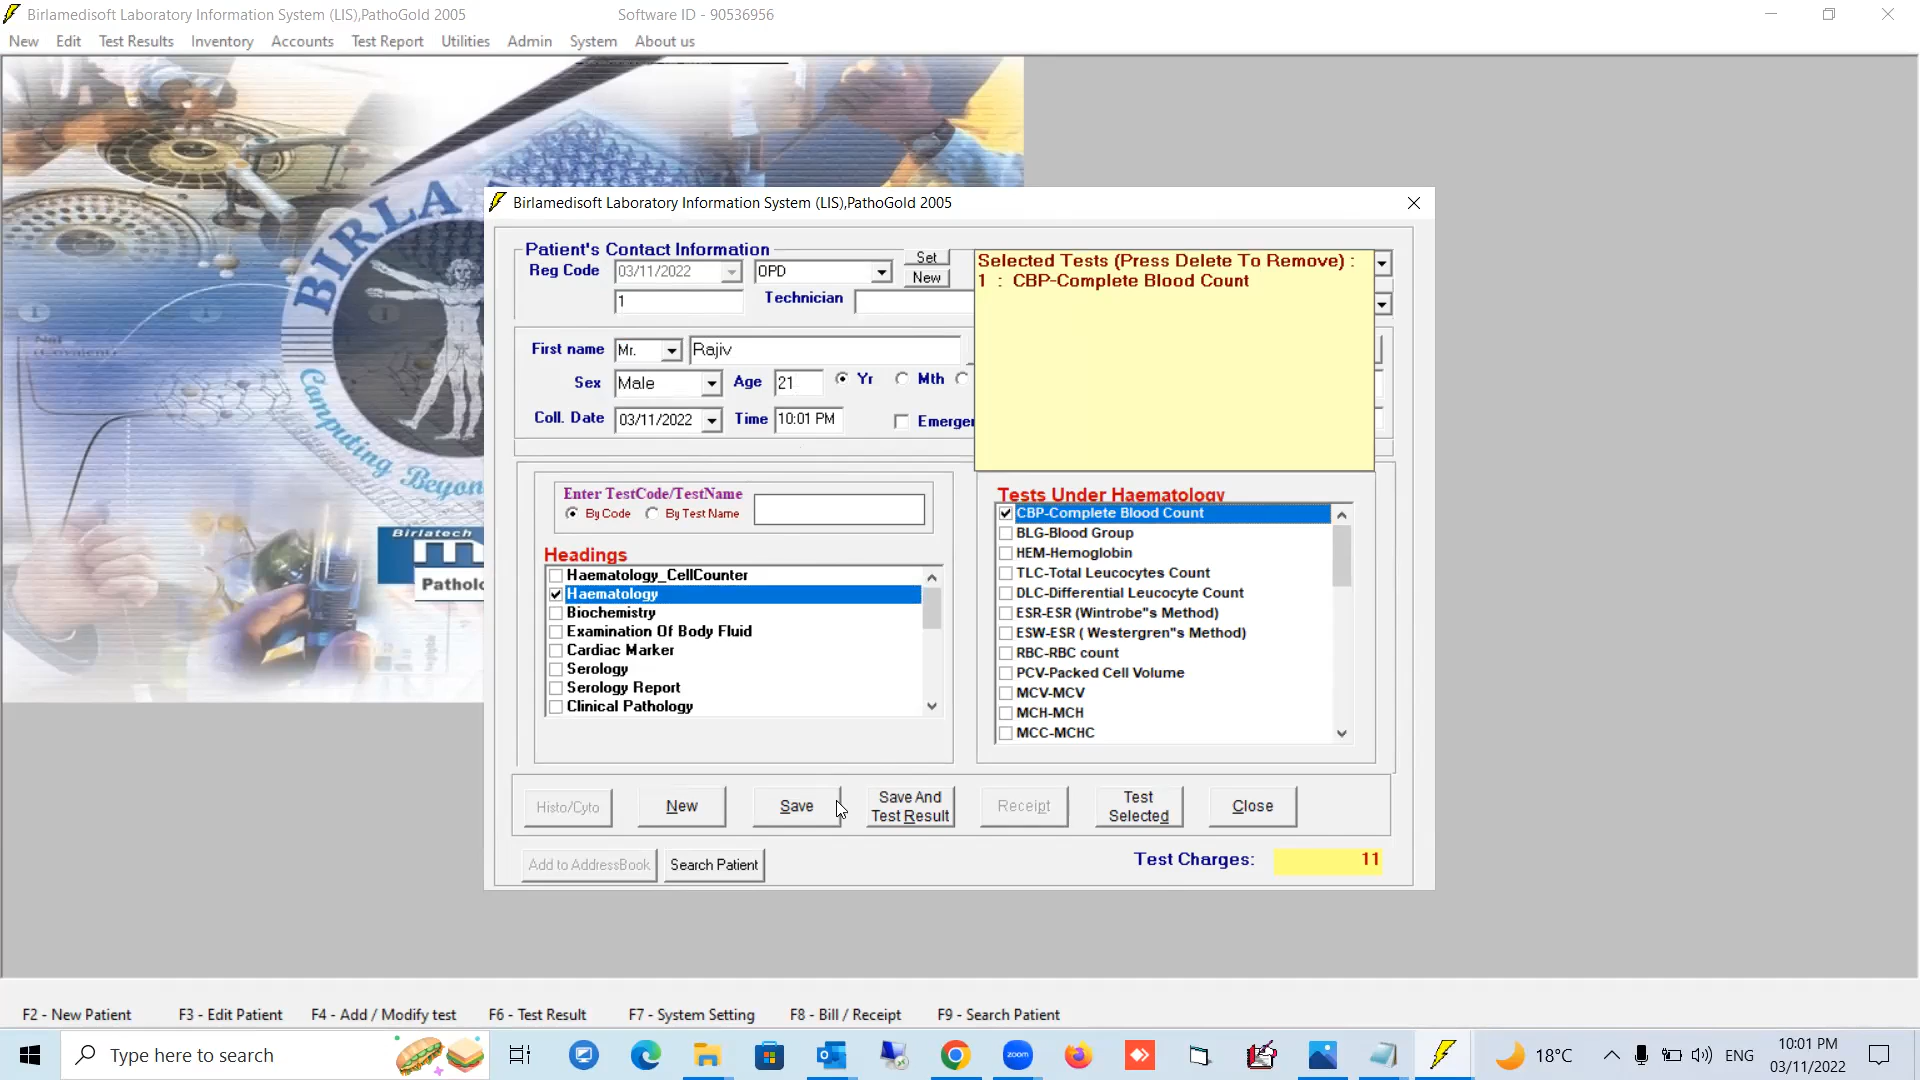 Birlamedisoft Laboratory Information System (LIS),PathoGold 2005
Software ID - 90536956
New Edit Test Results Inventory Accounts Test Report Utilities Admin System About us
BIRLA
Computing Beyon
Birlatech
Patholo
Birlamedisoft Laboratory Information System (LIS),PathoGold 2005
Patient's Contact Information
Reg Code 03/11/2022 OPD Set
New
1 Technician
Selected Tests (Press Delete To Remove) :
1 : CBP-Complete Blood Count
First name Mr. Rajiv
Sex Male Age 21 Yr Mth
Coll. Date 03/11/2022 Time 10:01 PM Emerger
Enter TestCode/TestName
By Code By Test Name
Headings
Haematology_CellCounter
Haematology
Biochemistry
Examination Of Body Fluid
Cardiac Marker
Serology
Serology Report
Clinical Pathology
Tests Under Haematology
CBP-Complete Blood Count
BLG-Blood Group
HEM-Hemoglobin
TLC-Total Leucocytes Count
DLC-Differential Leucocyte Count
ESR-ESR (Wintrobe"s Method)
ESW-ESR ( Westergren"s Method)
RBC-RBC count
PCV-Packed Cell Volume
MCV-MCV
MCH-MCH
MCC-MCHC
Histo/Cyto New Save Save And Test Result Receipt Test Selected Close
Add to AddressBook Search Patient Test Charges: 11
F2 - New Patient F3 - Edit Patient F4 - Add / Modify test F6 - Test Result F7 - System Setting F8 - Bill / Receipt F9 - Search Patient
Type here to search
zoom
18°C ENG
10:01 PM
03/11/2022